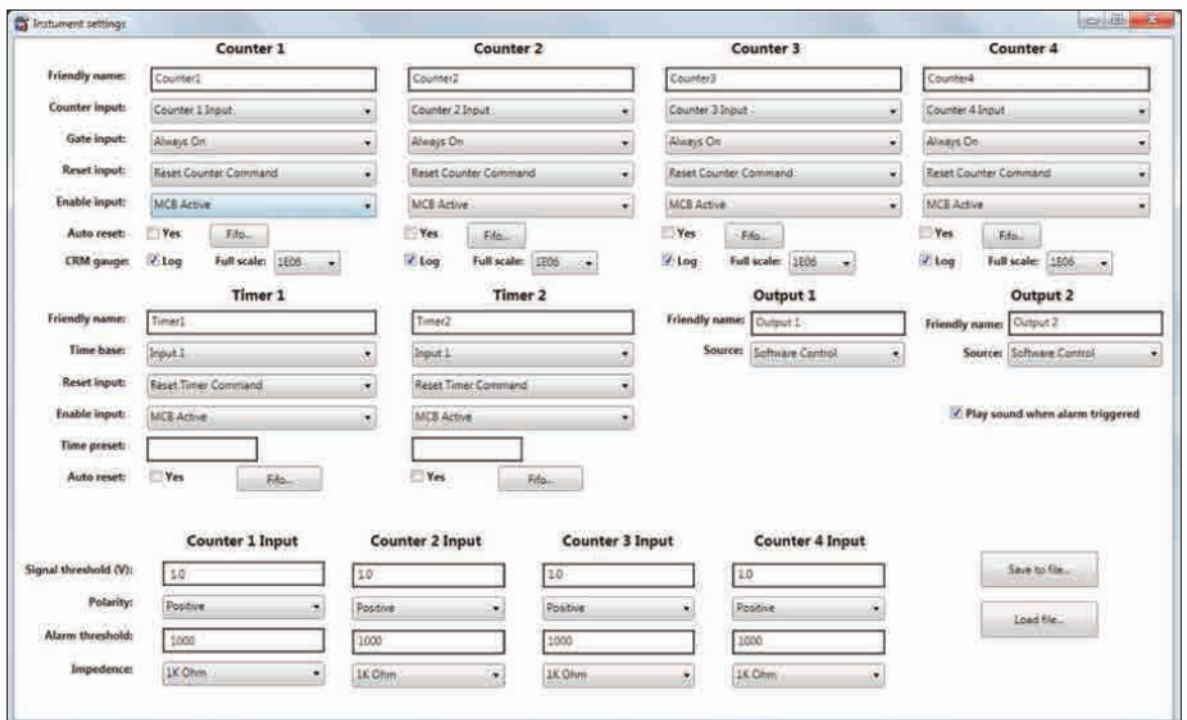 Instument settings
Counter 1 Counter 2 Counter 3 Counter 4
Friendly name: Counter1 Counter2 Counter3 Counter4
Counter input: Counter 1 Input Counter 2 Input Counter 3 Input Counter 4 Input
Gate input: Always On Always On Always On Always On
Reset input: Reset Counter Command Reset Counter Command Reset Counter Command Reset Counter Command
Enable input: MCB Active MCB Active MCB Active MCB Active
Auto reset: Yes Fifo... Yes Fifo... Yes Fifo... Yes Fifo...
CRM gauge: Log Full scale: 1E06 Log Full scale: 1E06 Log Full scale: 1E06 Log Full scale: 1E06
Timer 1 Timer 2 Output 1 Output 2
Friendly name: Timer1 Timer2 Friendly name: Output 1 Friendly name: Output 2
Time base: Input 1 Input 1 Source: Software Control Source: Software Control
Reset input: Reset Timer Command Reset Timer Command
Enable input: MCB Active MCB Active Play sound when alarm triggered
Time preset:
Auto reset: Yes Fifo... Yes Fifo...
Counter 1 Input Counter 2 Input Counter 3 Input Counter 4 Input
Signal threshold (V): 1.0 1.0 1.0 1.0 Save to file...
Polarity: Positive Positive Positive Positive Load file...
Alarm threshold: 1000 1000 1000 1000
Impedence: 1K Ohm 1K Ohm 1K Ohm 1K Ohm